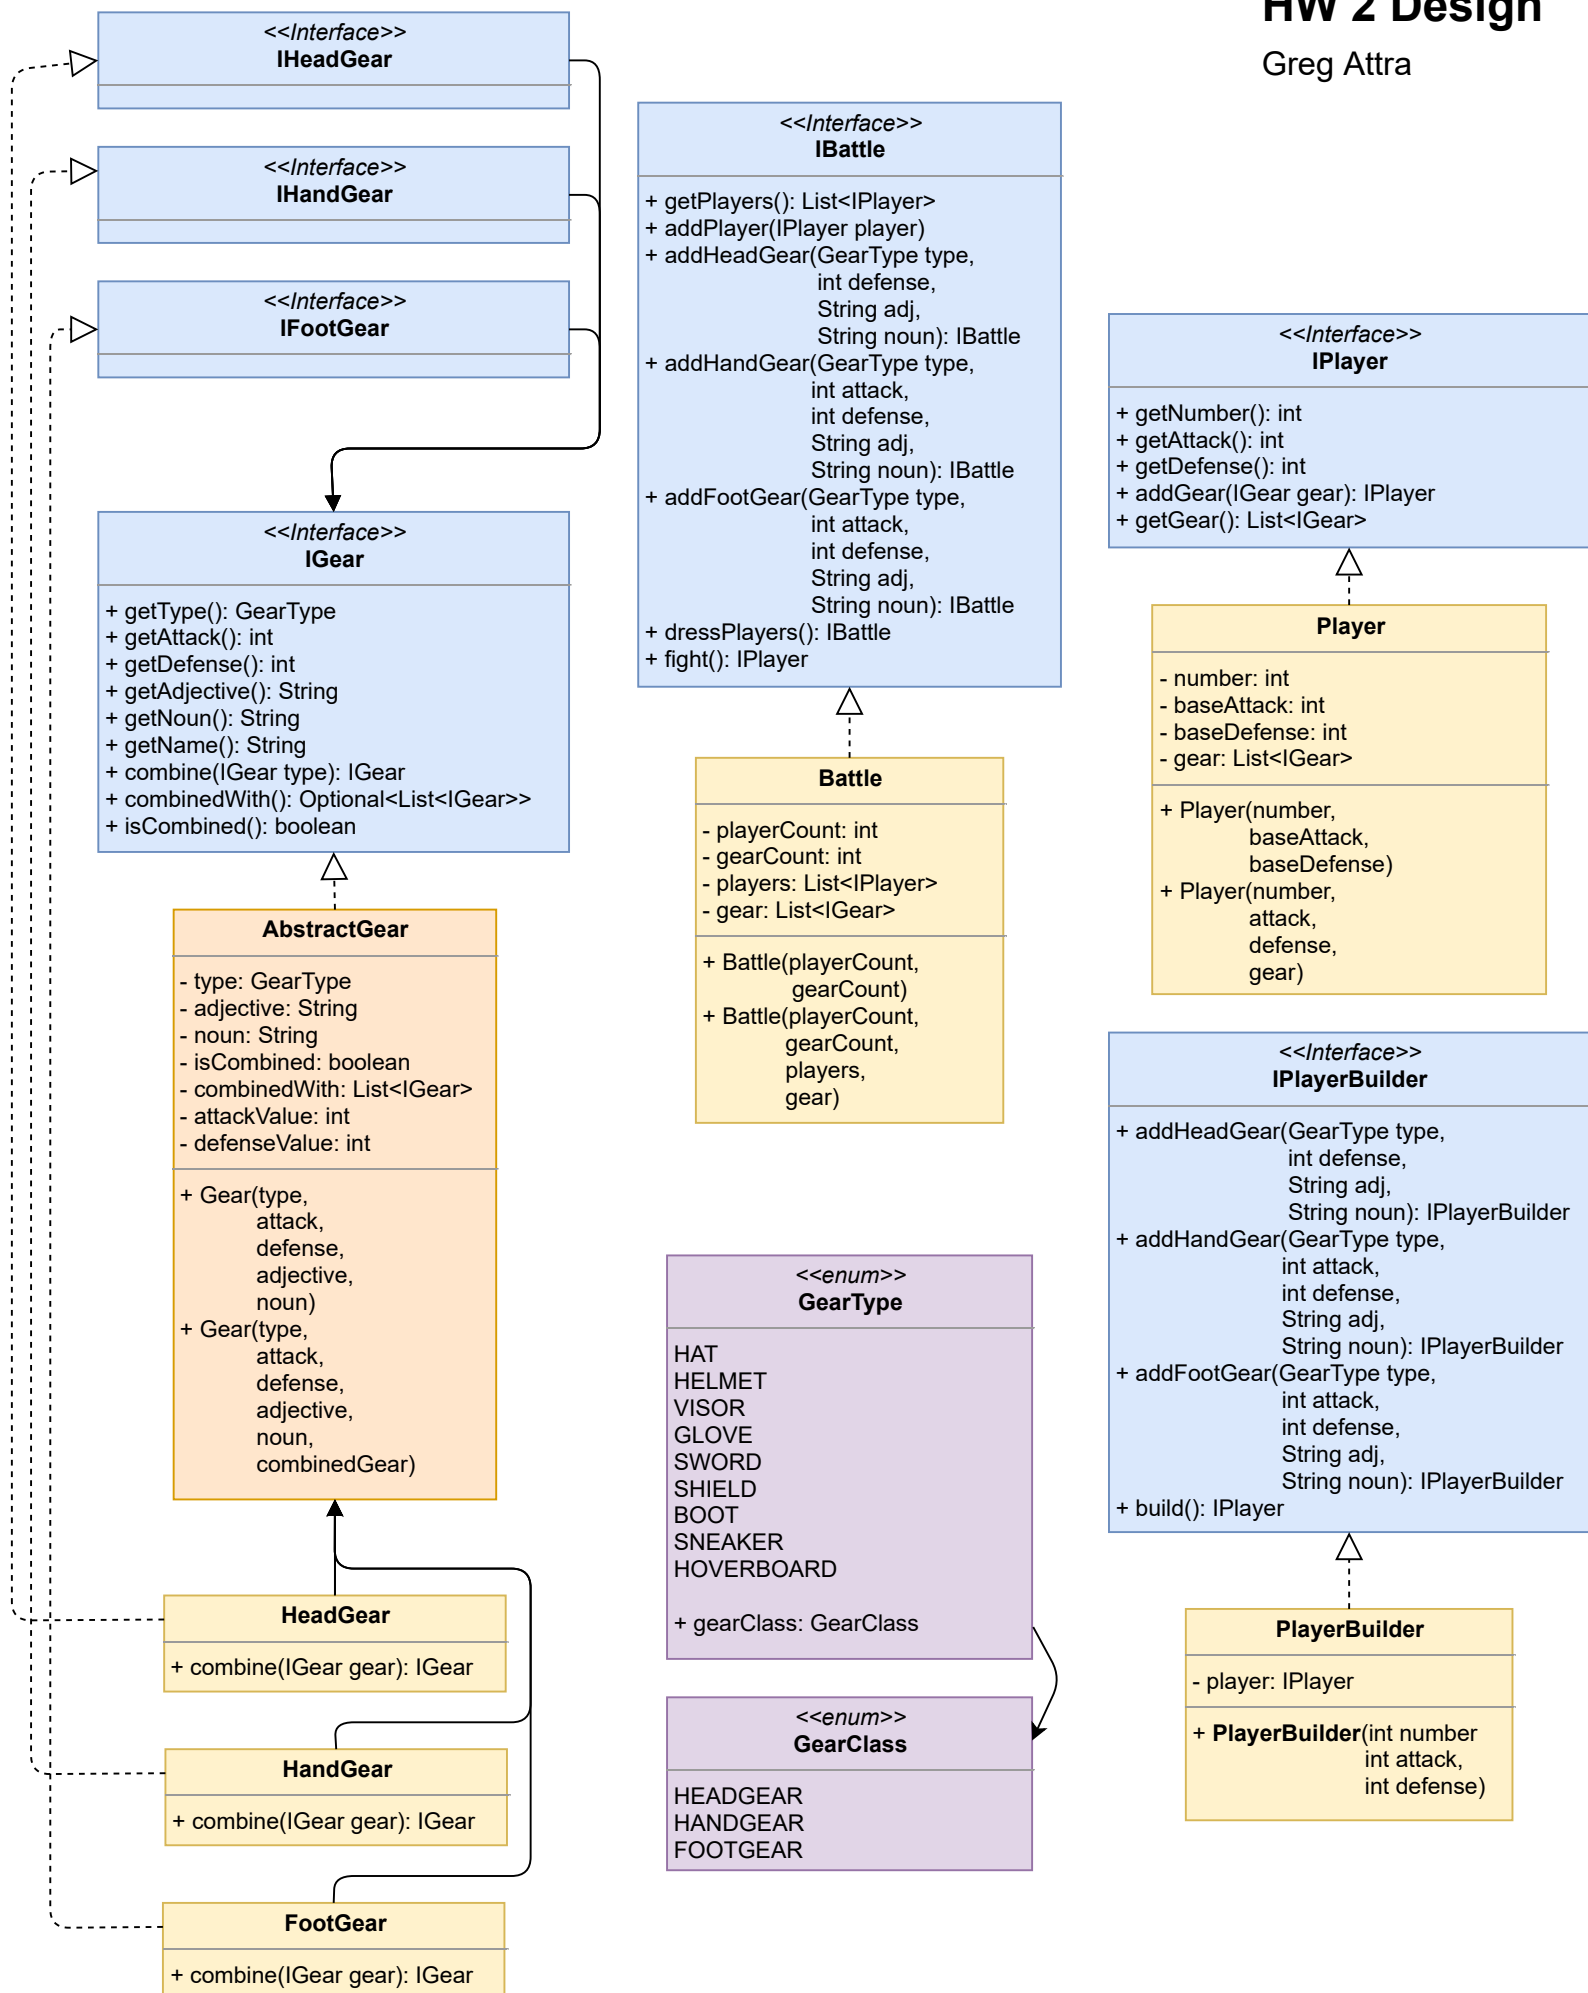 HW 2 Design
Greg Attra
<<Interface>>
IHeadGear
<<Interface>>
IHandGear
<<Interface>>
IFootGear
<<Interface>>
IGear
+ getType(): GearType
+ getAttack(): int
+ getDefense(): int
+ getAdjective(): String
+ getNoun(): String
+ getName(): String
+ combine(IGear type): IGear
+ combinedWith(): Optional<List<IGear>>
+ isCombined(): boolean
AbstractGear
- type: GearType
- adjective: String
- noun: String
- isCombined: boolean
- combinedWith: List<IGear>
- attackValue: int
- defenseValue: int
+ Gear(type,
attack,
defense,
adjective,
noun)
+ Gear(type,
attack,
defense,
adjective,
noun,
combinedGear)
HeadGear
+ combine(IGear gear): IGear
HandGear
+ combine(IGear gear): IGear
FootGear
+ combine(IGear gear): IGear
<<Interface>>
IBattle
+ getPlayers(): List<IPlayer>
+ addPlayer(IPlayer player)
+ addHeadGear(GearType type,
int defense,
String adj,
String noun): IBattle
+ addHandGear(GearType type,
int attack,
int defense,
String adj,
String noun): IBattle
+ addFootGear(GearType type,
int attack,
int defense,
String adj,
String noun): IBattle
+ dressPlayers(): IBattle
+ fight(): IPlayer
Battle
- playerCount: int
- gearCount: int
- players: List<IPlayer>
- gear: List<IGear>
+ Battle(playerCount,
gearCount)
+ Battle(playerCount,
gearCount,
players,
gear)
<<enum>>
GearType
HAT
HELMET
VISOR
GLOVE
SWORD
SHIELD
BOOT
SNEAKER
HOVERBOARD
+ gearClass: GearClass
<<enum>>
GearClass
HEADGEAR
HANDGEAR
FOOTGEAR
<<Interface>>
IPlayer
+ getNumber(): int
+ getAttack(): int
+ getDefense(): int
+ addGear(IGear gear): IPlayer
+ getGear(): List<IGear>
Player
- number: int
- baseAttack: int
- baseDefense: int
- gear: List<IGear>
+ Player(number,
baseAttack,
baseDefense)
+ Player(number,
attack,
defense,
gear)
<<Interface>>
IPlayerBuilder
+ addHeadGear(GearType type,
int defense,
String adj,
String noun): IPlayerBuilder
+ addHandGear(GearType type,
int attack,
int defense,
String adj,
String noun): IPlayerBuilder
+ addFootGear(GearType type,
int attack,
int defense,
String adj,
String noun): IPlayerBuilder
+ build(): IPlayer
PlayerBuilder
- player: IPlayer
+ PlayerBuilder(int number
int attack,
int defense)